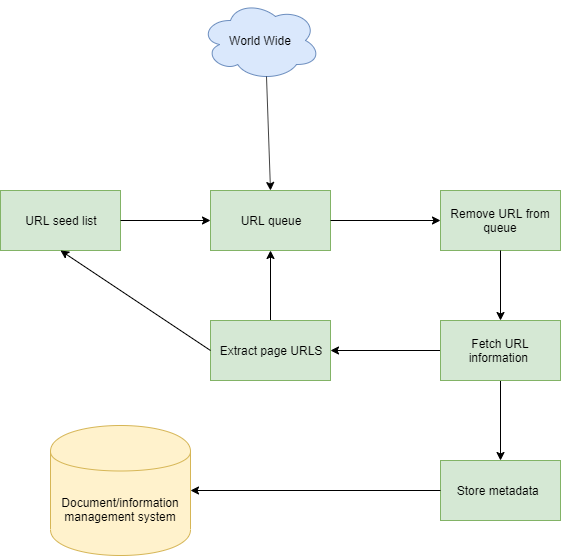 World Wide
URL seed list
URL queue
Remove URL from
queue
Extract page URLS
Fetch URL
information
Document/information
management system
Store metadata